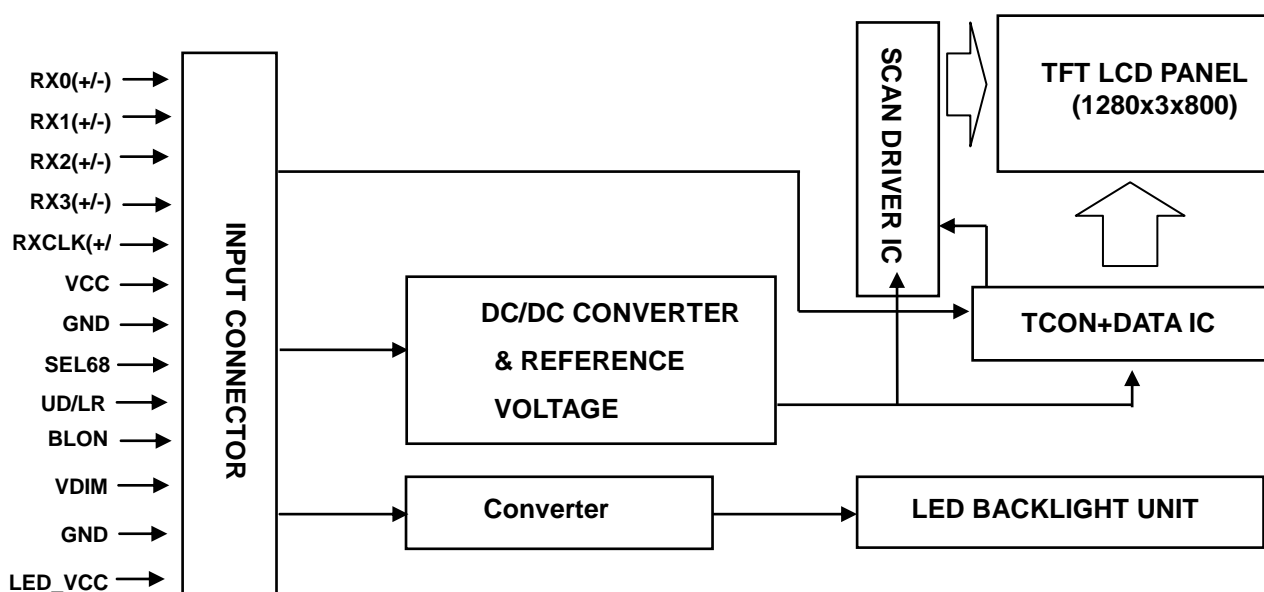 RX0(+/-)
RX1(+/-)
RX2(+/-)
RX3(+/-)
RXCLK(+/
VCC
GND
SEL68
UD/LR
BLON
VDIM
GND
LED_VCC
INPUT CONNECTOR
DC/DC CONVERTER
& REFERENCE
VOLTAGE
Converter
SCAN DRIVER IC
TFT LCD PANEL
(1280x3x800)
TCON+DATA IC
LED BACKLIGHT UNIT